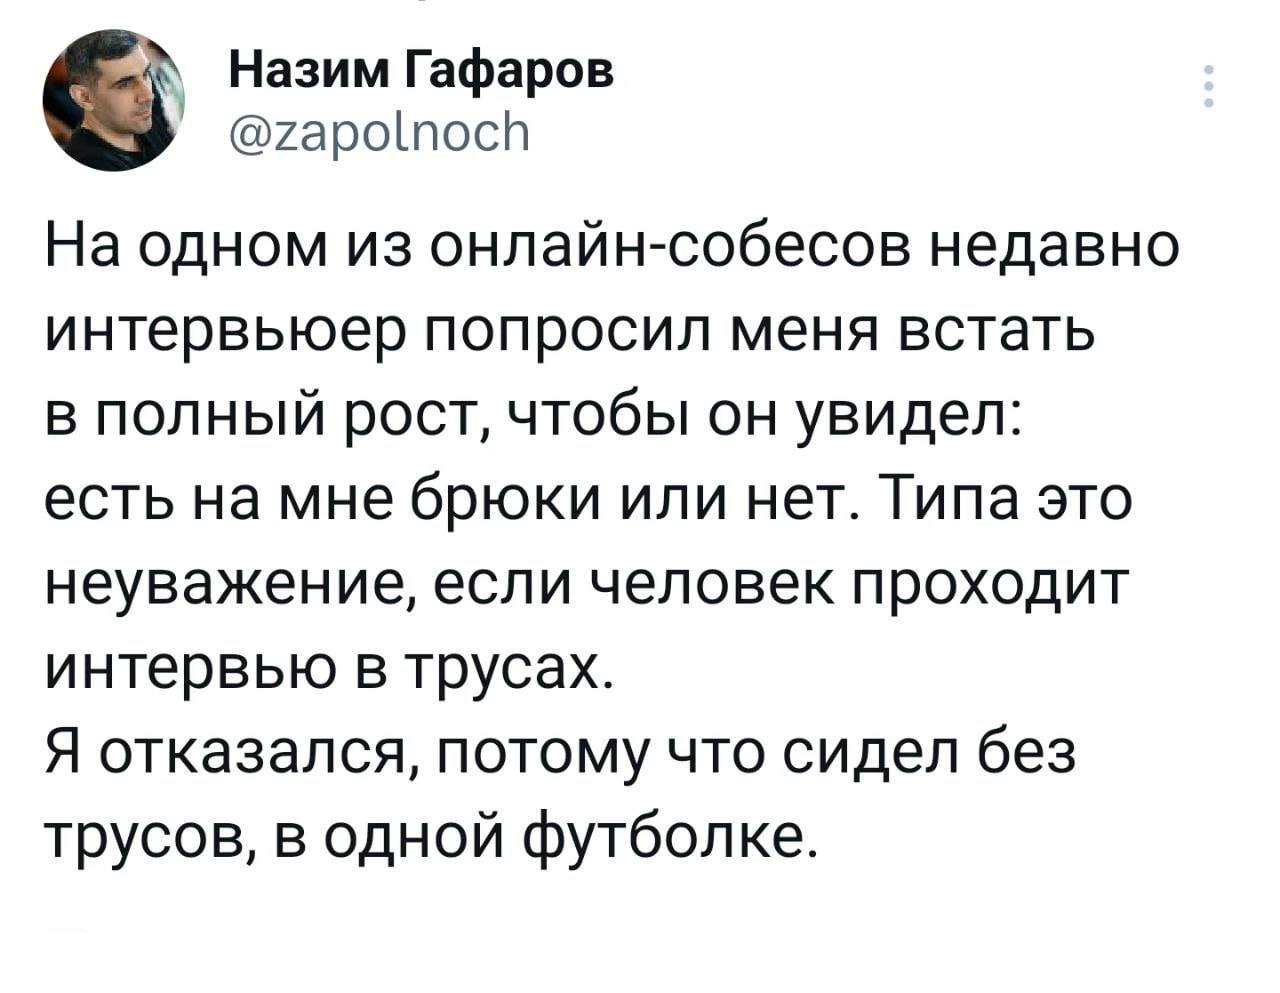 Назим Гафаров
@zapolnoch
На одном из онлайн-собесов недавно
интервьюер попросил меня встать
в полный рост, чтобы он увидел:
есть на мне брюки или нет. Типа это
неуважение, если человек проходит
интервью в трусах.
Я отказался, потому что сидел без
трусов, в одной футболке.